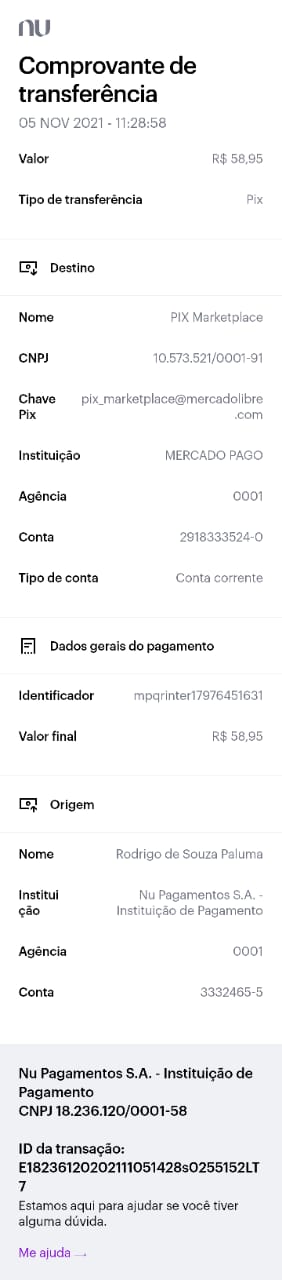 nu
Comprovante de
transferência
05 NOV 2021 - 11:28:58
Valor R$ 58,95
Tipo de transferência Pix
Destino
Nome PIX Marketplace
CNPJ 10.573.521/0001-91
Chave pix_marketplace@mercadolibre
Pix .com
Instituição MERCADO PAGO
Agência 0001
Conta 2918333524-0
Tipo de conta Conta corrente
Dados gerais do pagamento
Identificador mpqrinter17976451631
Valor final R$ 58,95
Origem
Nome Rodrigo de Souza Paluma
Institui Nu Pagamentos S.A. -
ção Instituição de Pagamento
Agência 0001
Conta 3332465-5
Nu Pagamentos S.A. - Instituição de
Pagamento
CNPJ 18.236.120/0001-58
ID da transação:
E18236120202111051428s0255152LT
7
Estamos aqui para ajudar se você tiver
alguma dúvida.
Me ajuda →